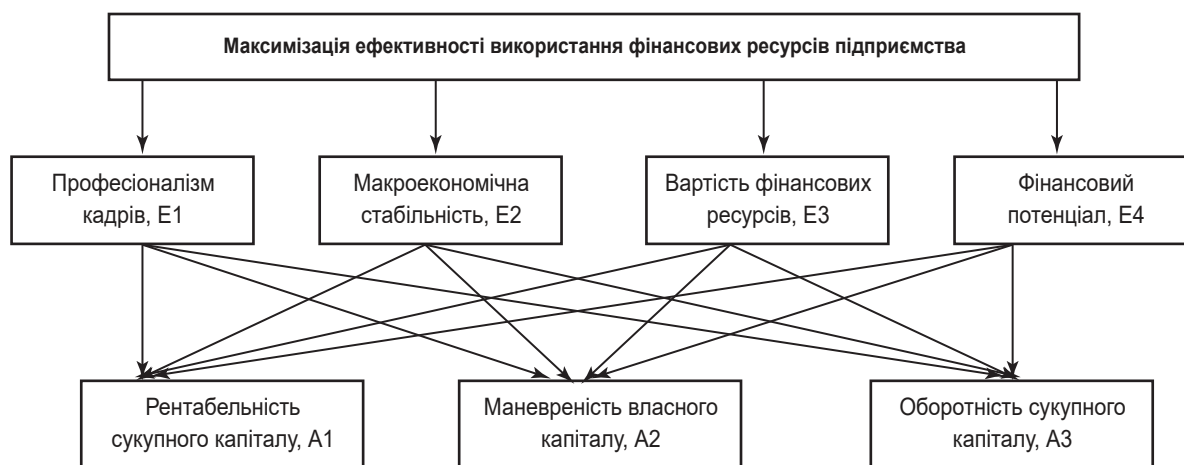 Максимізація ефективності використання фінансових ресурсів підприємства
Професіоналізм
кадрів, Е1
Макроекономічна
стабільність, Е2
Вартість фінансових
ресурсів, Е3
Фінансовий
потенціал, Е4
Рентабельність
сукупного капіталу, А1
Маневреність власного
капіталу, А2
Оборотність сукупного
капіталу, А3